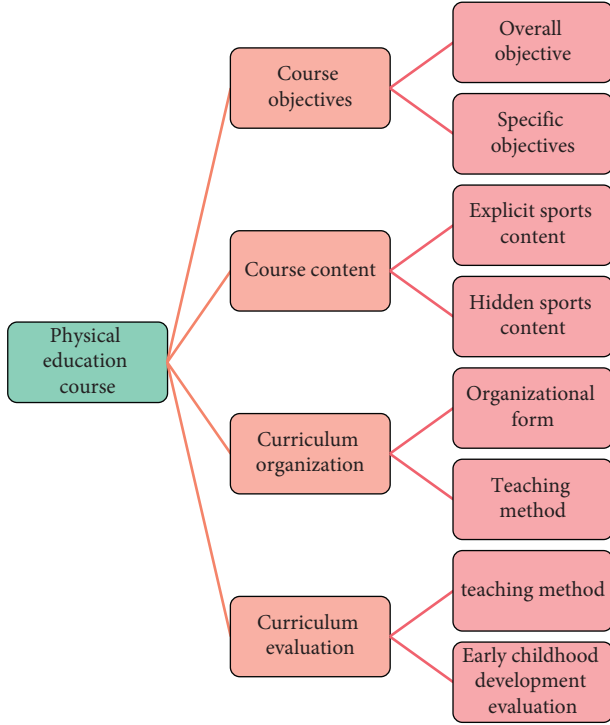 Physical
education
course
Course
objectives
Overall
objective
Specific
objectives
Course content
Explicit sports
content
Hidden sports
content
Curriculum
organization
Organizational
form
Teaching
method
Curriculum
evaluation
teaching method
Early childhood
development
evaluation